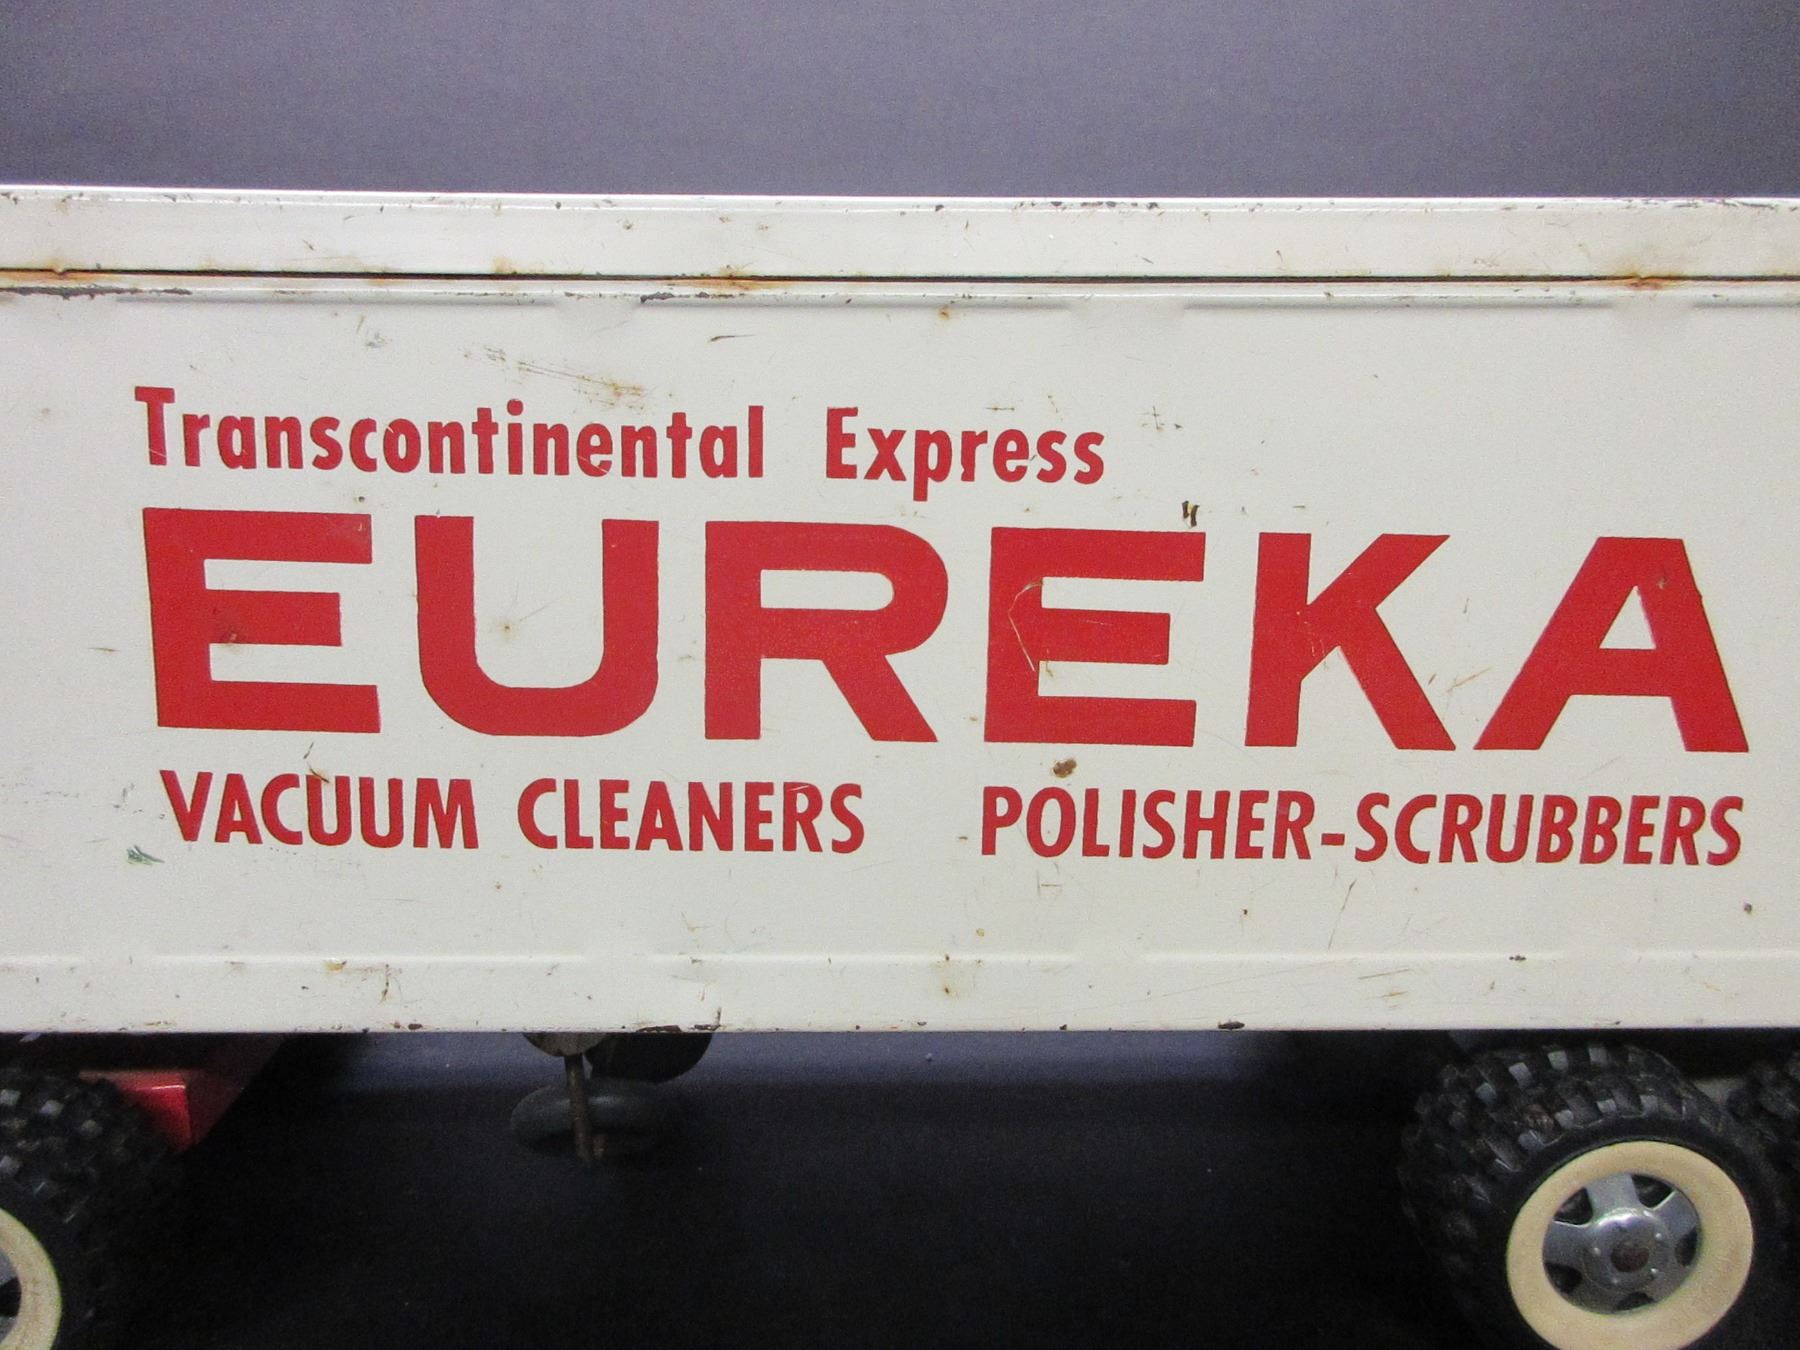 Transcontinental Express
EUREKA
VACUUM CLEANERS POLISHER-SCRUBBERS